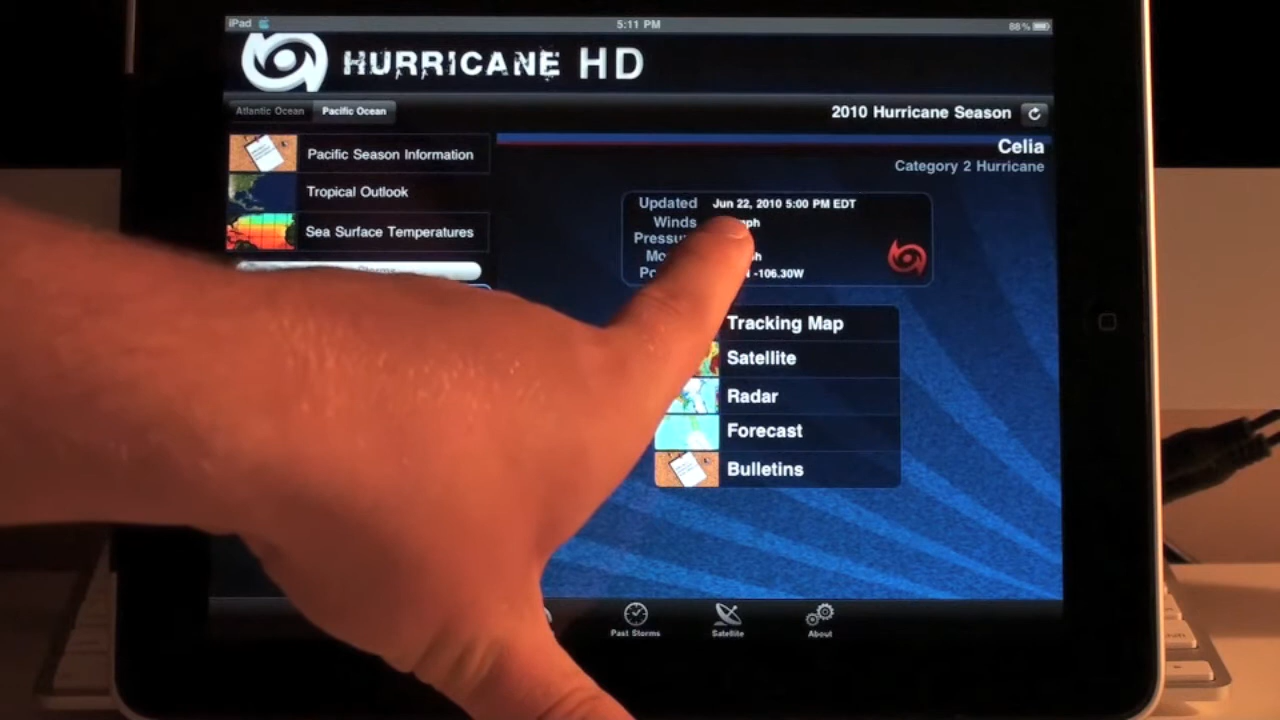 iPad 5:11 PM 88%
HURRICANE HD
Atlantic Ocean Pacific Ocean 2010 Hurricane Season
Celia
Category 2 Hurricane
Pacific Season Information
Tropical Outlook
Sea Surface Temperatures
Updated Jun 22, 2010 5:00 PM EDT
Winds
-106.30W
Tracking Map
Satellite
Radar
Forecast
Bulletins
Past Storms Satellite About